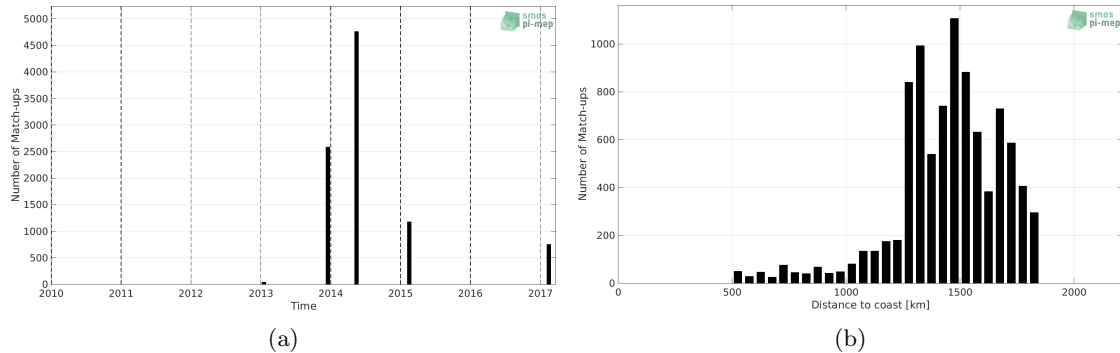 smos
pi-mep
5000
4500
4000
3500
3000
2500
2000
1500
1000
500
0
Number of Match-ups
2010 2011 2012 2013 2014 2015 2016 2017
Time
(a)
smos
pi-mep
1000
800
600
400
200
0
Number of Match-ups
0 500 1000 1500 2000
Distance to coast [km]
(b)